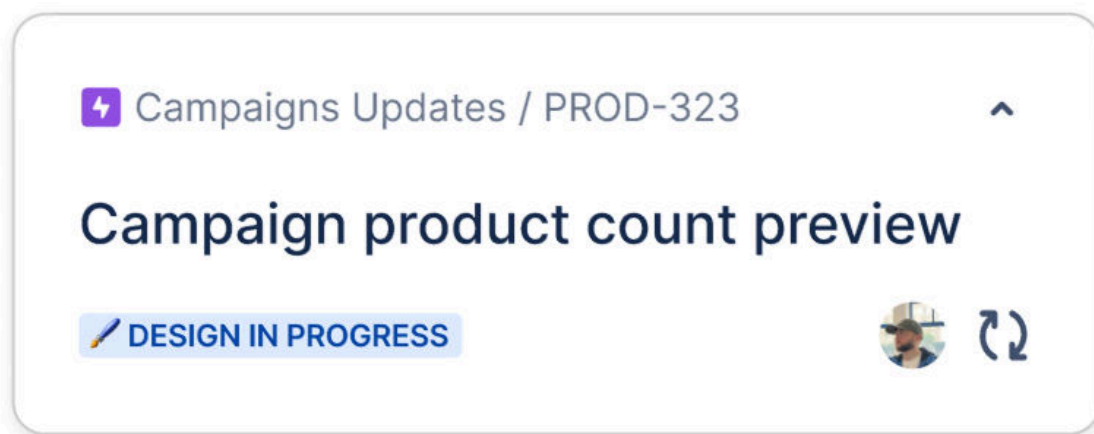 Campaigns Updates / PROD-323
Campaign product count preview
🖌️ DESIGN IN PROGRESS